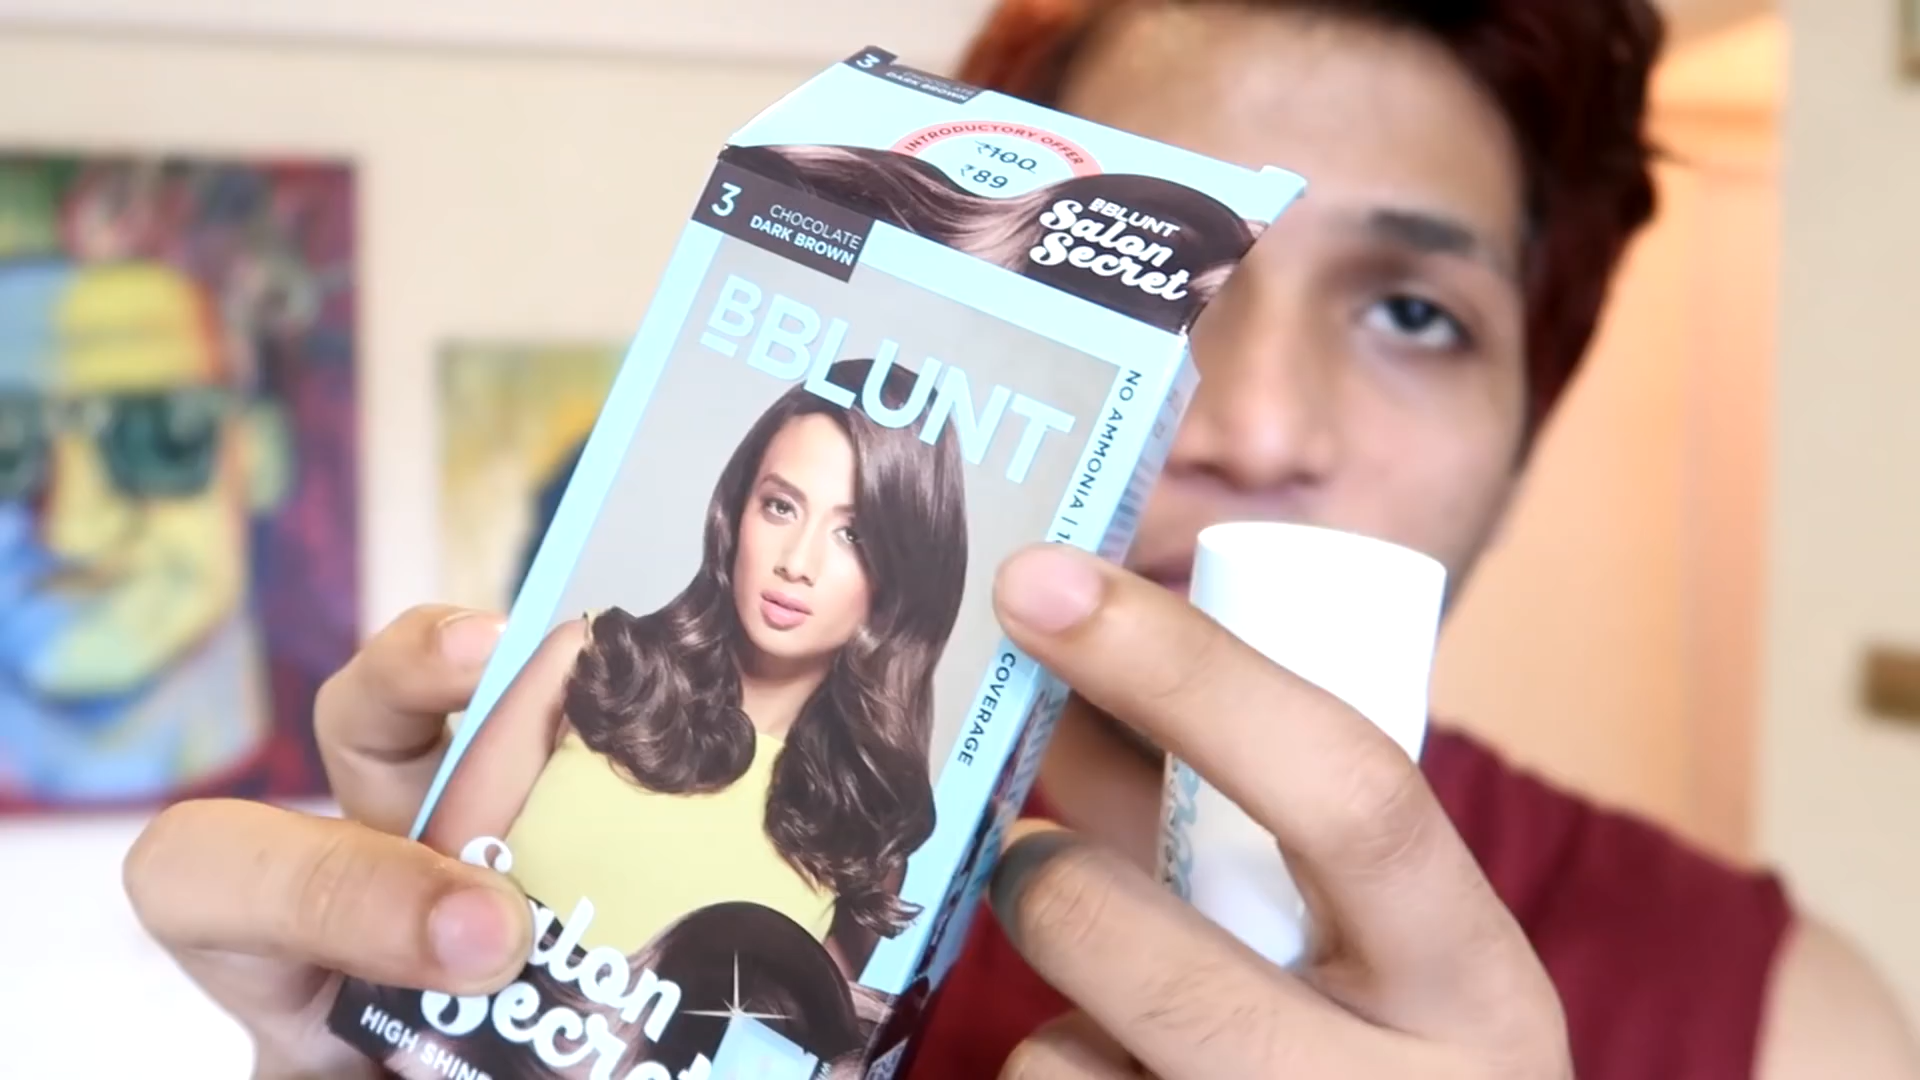 3 CHOCOLATE
DARK BROWN
INTRODUCTORY OFFER
₹100
₹89
BBLUNT
Salon
Secret
3 CHOCOLATE
DARK BROWN
BBLUNT
NO AMMONIA | 1
COVERAGE
Salon
Secret
HIGH SHINE